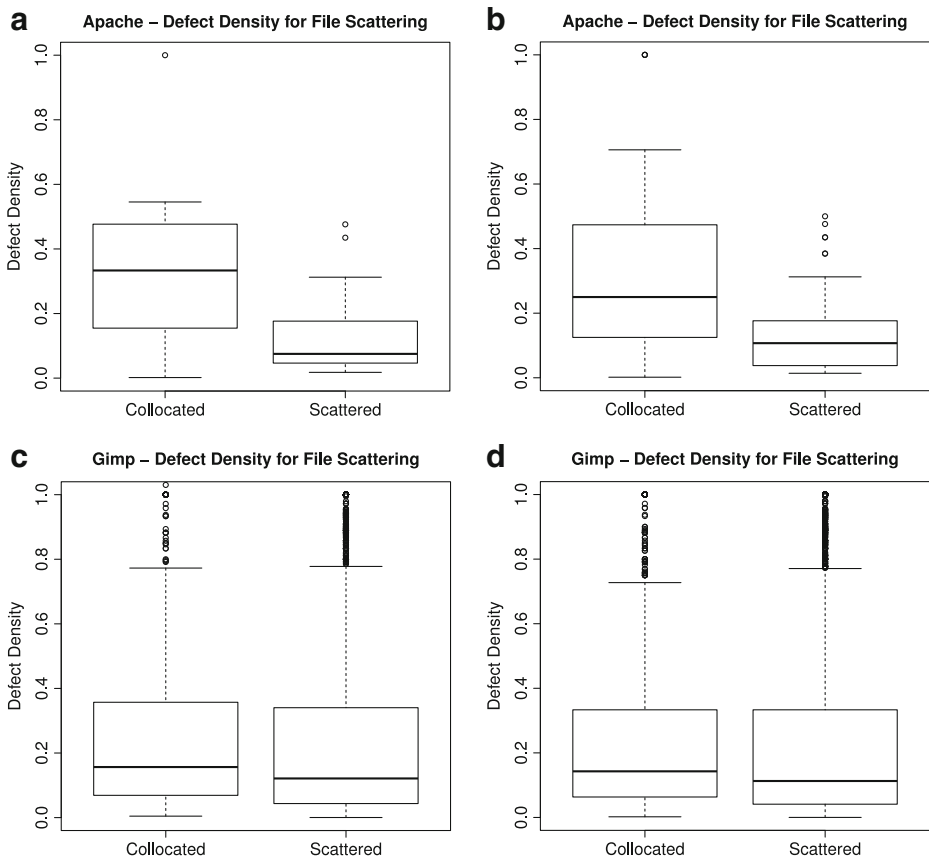 a
Apache – Defect Density for File Scattering
Defect Density
0.0 0.2 0.4 0.6 0.8 1.0
Collocated Scattered
b
Apache – Defect Density for File Scattering
Defect Density
0.0 0.2 0.4 0.6 0.8 1.0
Collocated Scattered
c
Gimp – Defect Density for File Scattering
Defect Density
0.0 0.2 0.4 0.6 0.8 1.0
Collocated Scattered
d
Gimp – Defect Density for File Scattering
Defect Density
0.0 0.2 0.4 0.6 0.8 1.0
Collocated Scattered